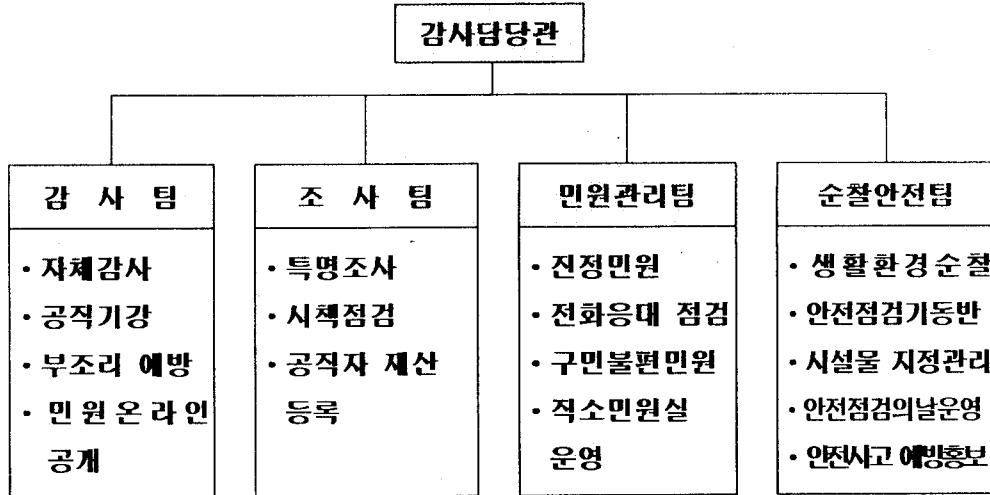 감사담당관
감 사 팀
· 자체감사
· 공직기강
· 부조리 예방
· 민원온라인
공개
조 사 팀
· 특명조사
· 시책점검
· 공직자 재산
등록
민원관리팀
· 진정민원
· 전화응대 점검
· 구민불편민원
· 직소민원실
운영
순찰안전팀
· 생활환경순찰
· 안전점검기동반
· 시설물 지정관리
· 안전점검의날운영
· 안전사고 예방홍보